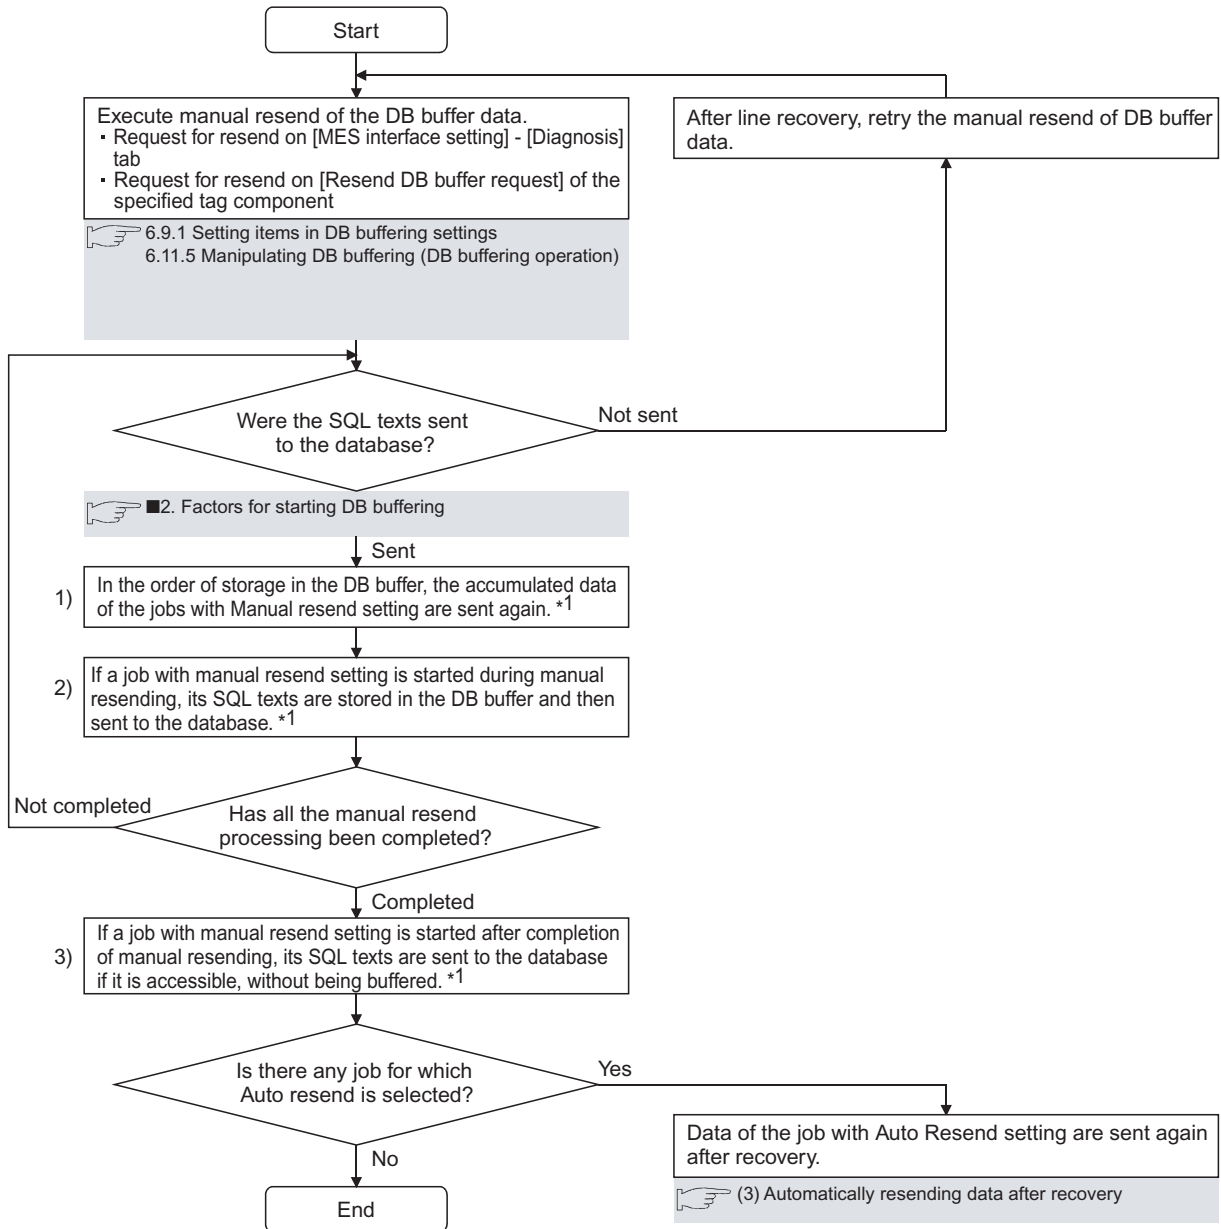 Start
Execute manual resend of the DB buffer data.
· Request for resend on [MES interface setting] - [Diagnosis]
tab
· Request for resend on [Resend DB buffer request] of the
specified tag component
6.9.1 Setting items in DB buffering settings
6.11.5 Manipulating DB buffering (DB buffering operation)
After line recovery, retry the manual resend of DB buffer
data.
Were the SQL texts sent
to the database?
Not sent
■2. Factors for starting DB buffering
Sent
1)
In the order of storage in the DB buffer, the accumulated data
of the jobs with Manual resend setting are sent again. *1
2)
If a job with manual resend setting is started during manual
resending, its SQL texts are stored in the DB buffer and then
sent to the database. *1
Not completed
Has all the manual resend
processing been completed?
Completed
3)
If a job with manual resend setting is started after completion
of manual resending, its SQL texts are sent to the database
if it is accessible, without being buffered. *1
Is there any job for which
Auto resend is selected?
Yes
Data of the job with Auto Resend setting are sent again
after recovery.
(3) Automatically resending data after recovery
No
End